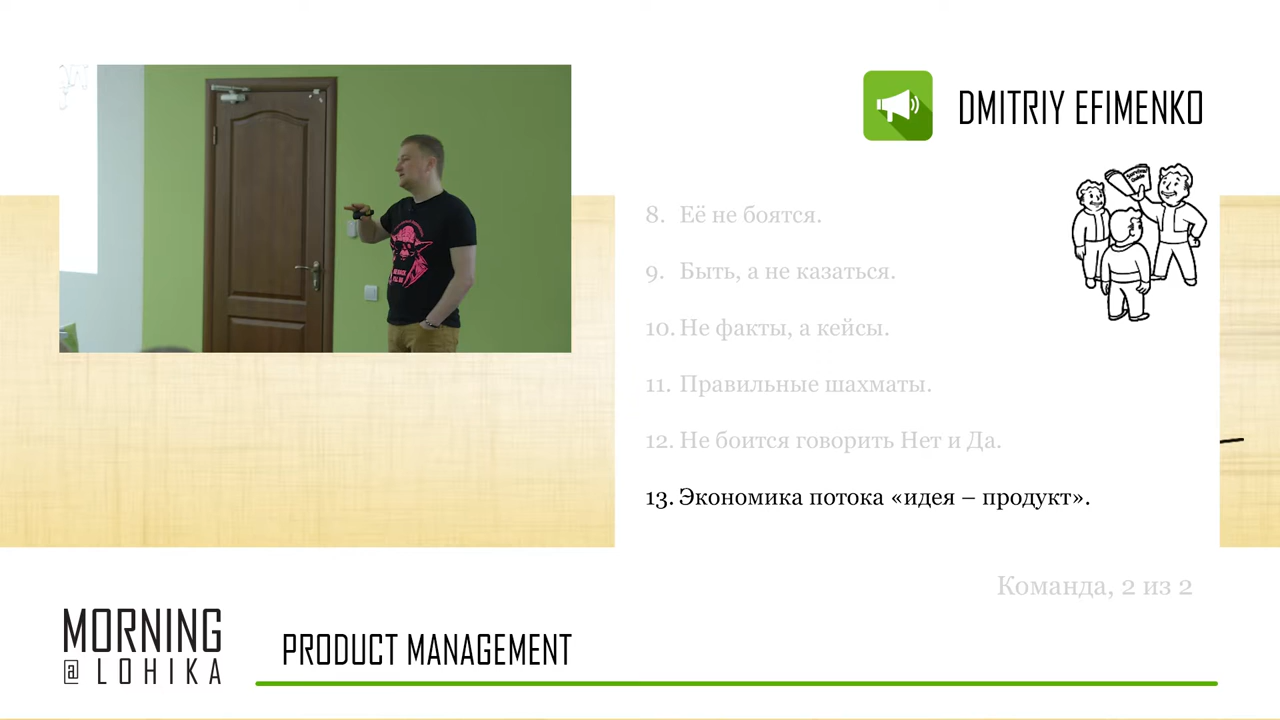 DMITRIY EFIMENKO
8. Её не боятся.
9. Быть, а не казаться.
10. Не факты, а кейсы.
11. Правильные шахматы.
12. Не боится говорить Нет и Да.
13. Экономика потока «идея – продукт».
Команда, 2 из 2
MORNING
@ LOHIKA
PRODUCT MANAGEMENT